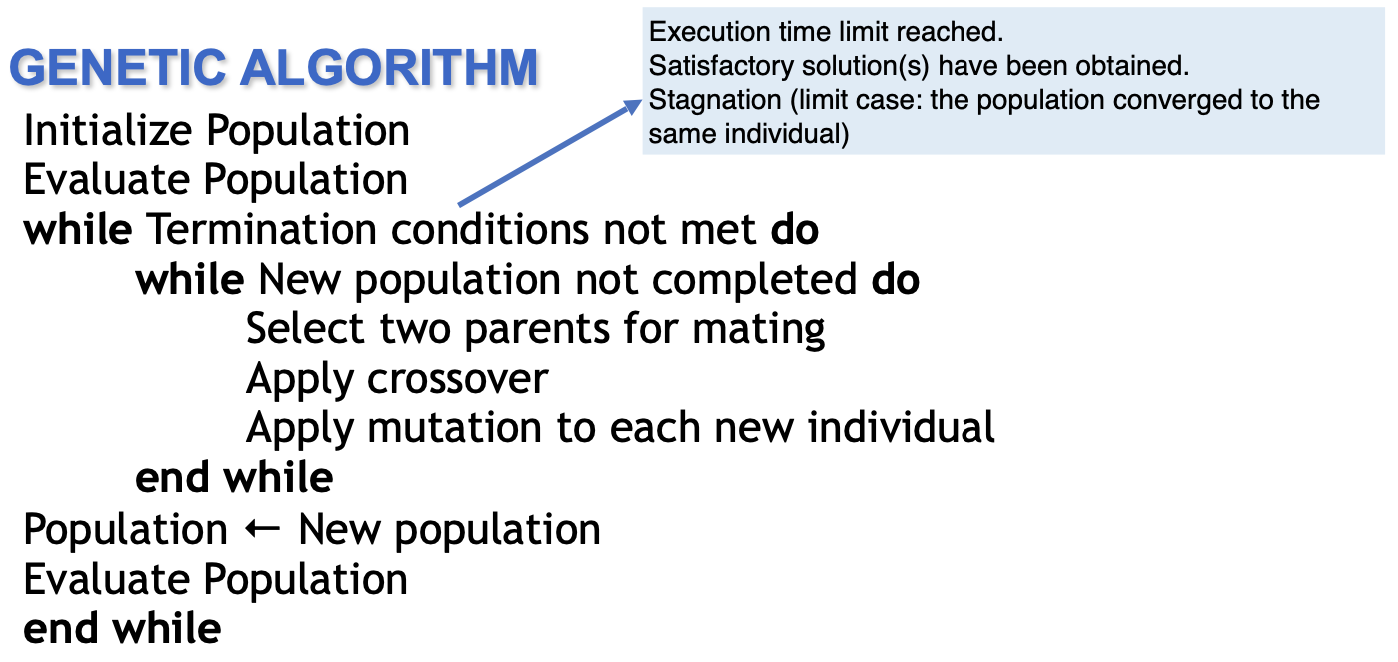 GENETIC ALGORITHM
Execution time limit reached.
Satisfactory solution(s) have been obtained.
Stagnation (limit case: the population converged to the
same individual)
Initialize Population
Evaluate Population
while Termination conditions not met do
while New population not completed do
Select two parents for mating
Apply crossover
Apply mutation to each new individual
end while
Population ← New population
Evaluate Population
end while